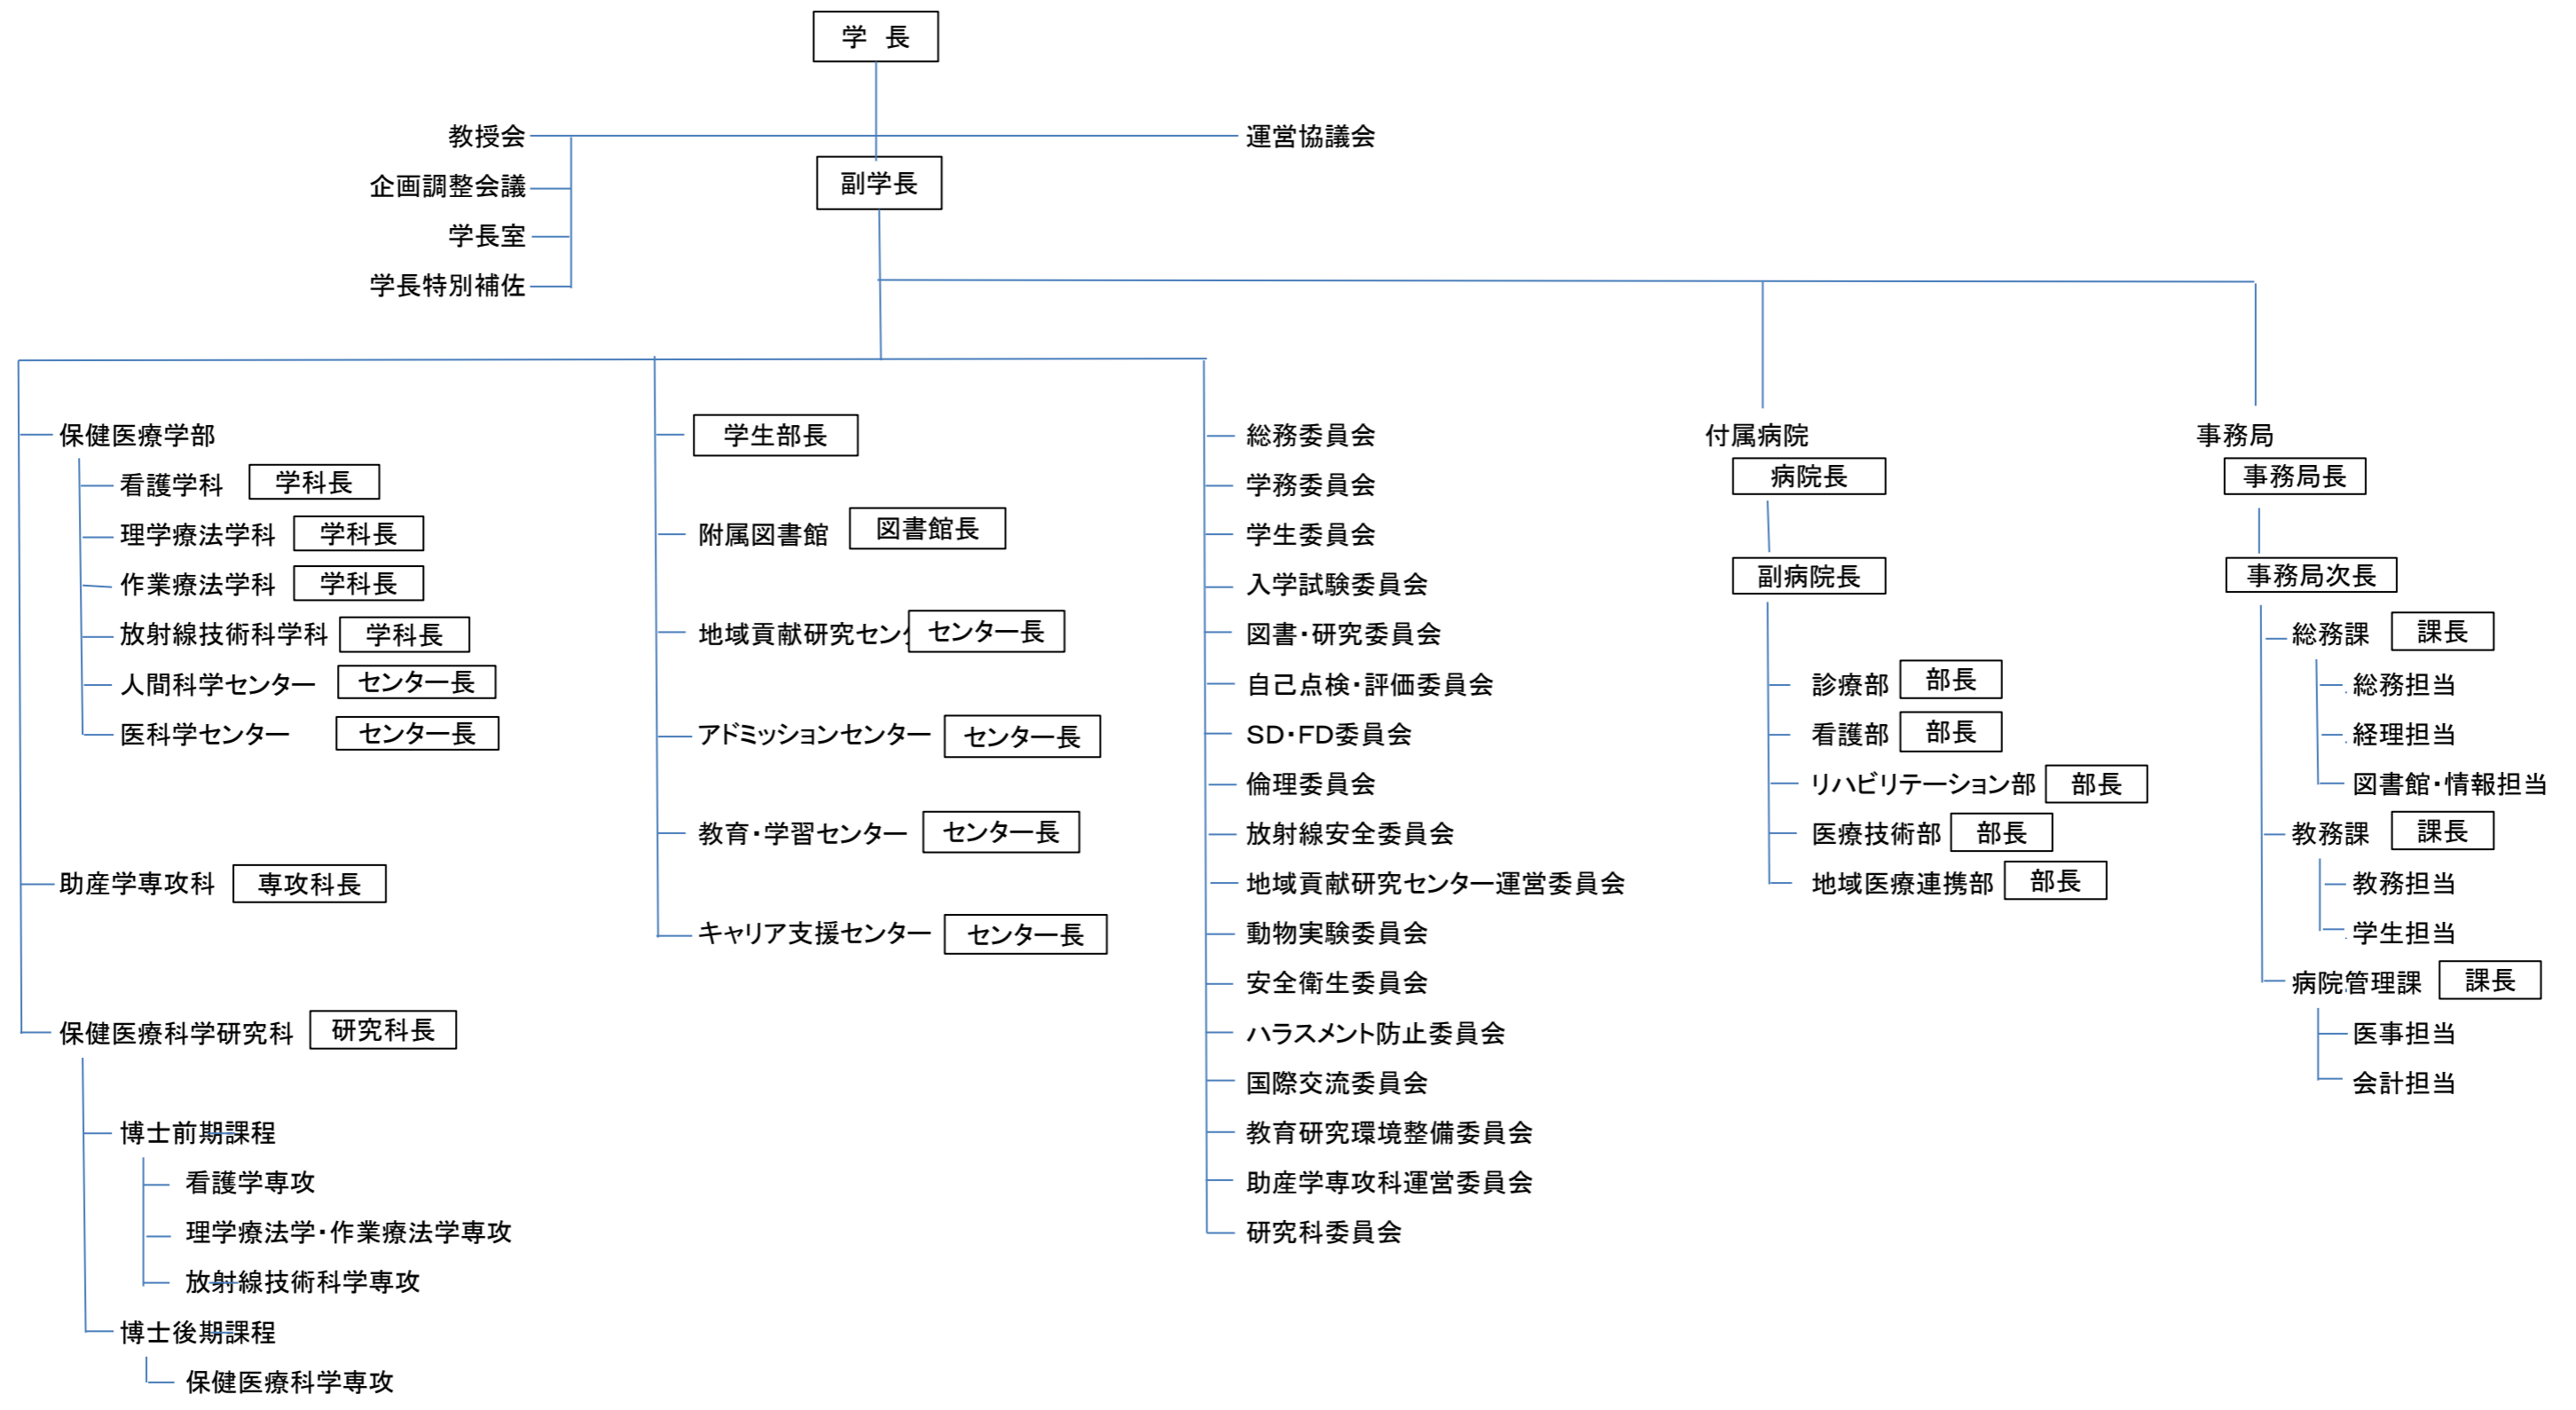 学 長
教授会
運営協議会
企画調整会議
副学長
学長室
学長特別補佐
保健医療学部
看護学科 学科長
理学療法学科 学科長
作業療法学科 学科長
放射線技術科学科 学科長
人間科学センター センター長
医科学センター センター長
助産学専攻科 専攻科長
保健医療科学研究科 研究科長
博士前期課程
看護学専攻
理学療法学・作業療法学専攻
放射線技術科学専攻
博士後期課程
保健医療科学専攻
学生部長
附属図書館 図書館長
地域貢献研究セン センター長
アドミッションセンター センター長
教育・学習センター センター長
キャリア支援センター センター長
総務委員会
学務委員会
学生委員会
入学試験委員会
図書・研究委員会
自己点検・評価委員会
SD・FD委員会
倫理委員会
放射線安全委員会
地域貢献研究センター運営委員会
動物実験委員会
安全衛生委員会
ハラスメント防止委員会
国際交流委員会
教育研究環境整備委員会
助産学専攻科運営委員会
研究科委員会
付属病院
病院長
副病院長
診療部 部長
看護部 部長
リハビリテーション部 部長
医療技術部 部長
地域医療連携部 部長
事務局
事務局長
事務局次長
総務課 課長
総務担当
経理担当
図書館・情報担当
教務課 課長
教務担当
学生担当
病院管理課 課長
医事担当
会計担当